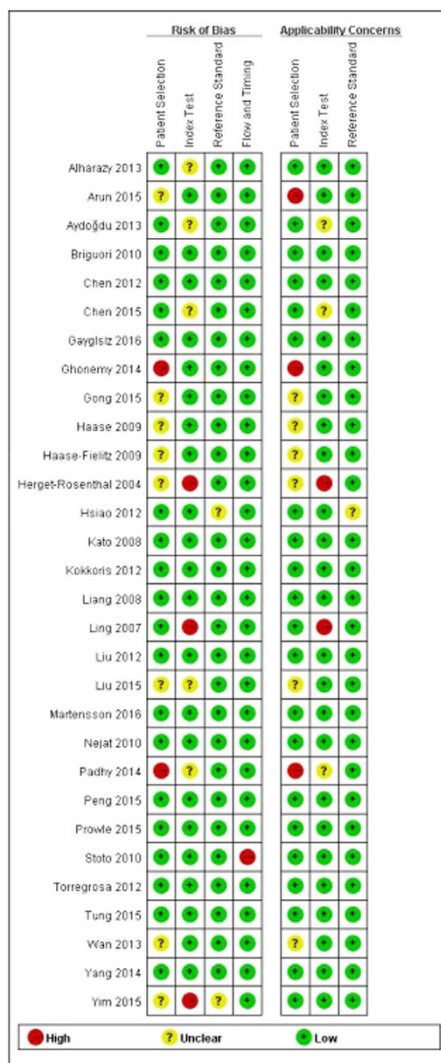 Risk of Bias Applicability Concerns
Patient Selection
Index Test
Reference Standard
Flow and Timing
Patient Selection
Index Test
Reference Standard
Alharazy 2013 + ? + + + + +
Arun 2015 ? + + + - + +
Aydoğdu 2013 + ? + + + ? +
Briguori 2010 + + + + + + +
Chen 2012 + + + + + + +
Chen 2015 + ? + + + ? +
Gaygısız 2016 + + + + + + +
Ghonemy 2014 - + + + - + +
Gong 2015 ? + + + ? + +
Haase 2009 ? + + + ? + +
Haase-Fielitz 2009 ? + + + ? + +
Herget-Rosenthal 2004 ? - + + ? - +
Hsiao 2012 + + ? + + + ?
Kato 2008 + + + + + + +
Kokkoris 2012 + + + + + + +
Liang 2008 + + + + + + +
Ling 2007 + - + + + - +
Liu 2012 + + + + + + +
Liu 2015 ? ? + + ? + +
Martensson 2016 + + + + + + +
Nejat 2010 + + + + + + +
Padhy 2014 - ? + + - ? +
Peng 2015 + + + + + + +
Prowle 2015 + + + + + + +
Stoto 2010 + + + - + + +
Torregrosa 2012 + + + + + + +
Tung 2015 + + + + + + +
Wan 2013 ? + + + ? + +
Yang 2014 + + + + + + +
Yim 2015 ? - ? + + + +
- High ? Unclear + Low